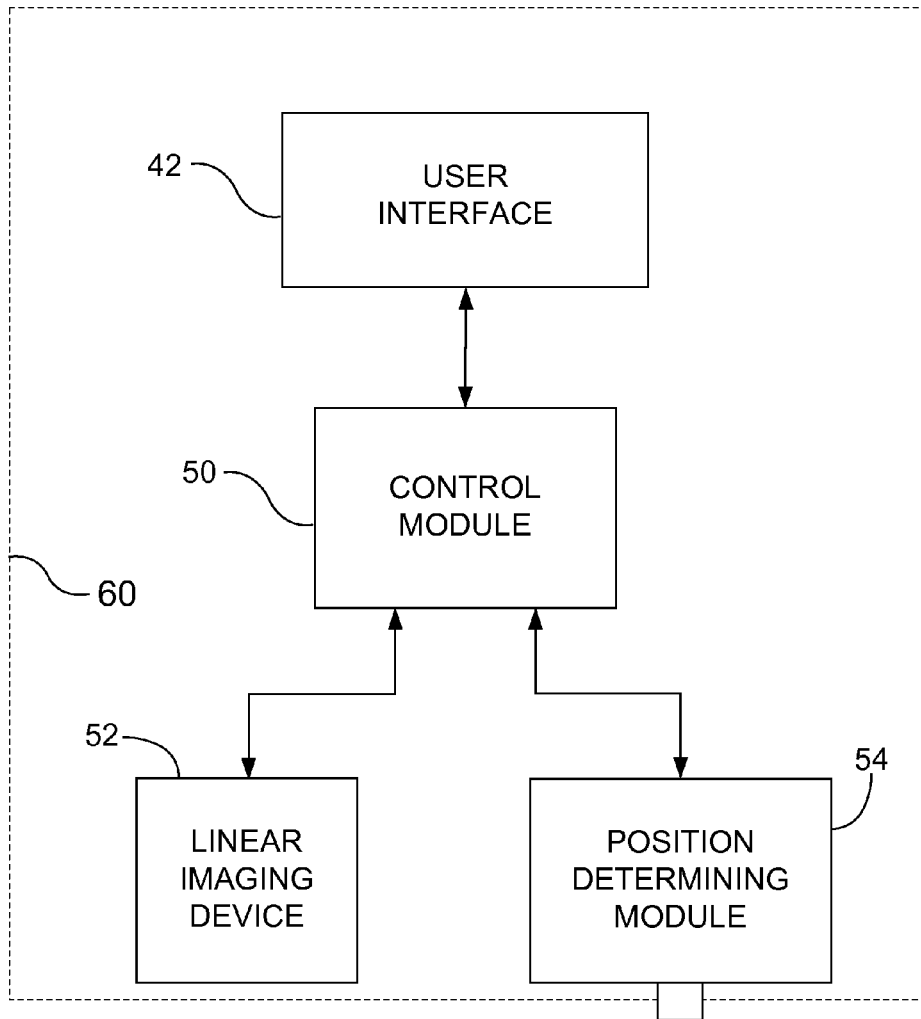 42
USER
INTERFACE
50
CONTROL
MODULE
60
52
54
LINEAR
IMAGING
DEVICE
POSITION
DETERMINING
MODULE